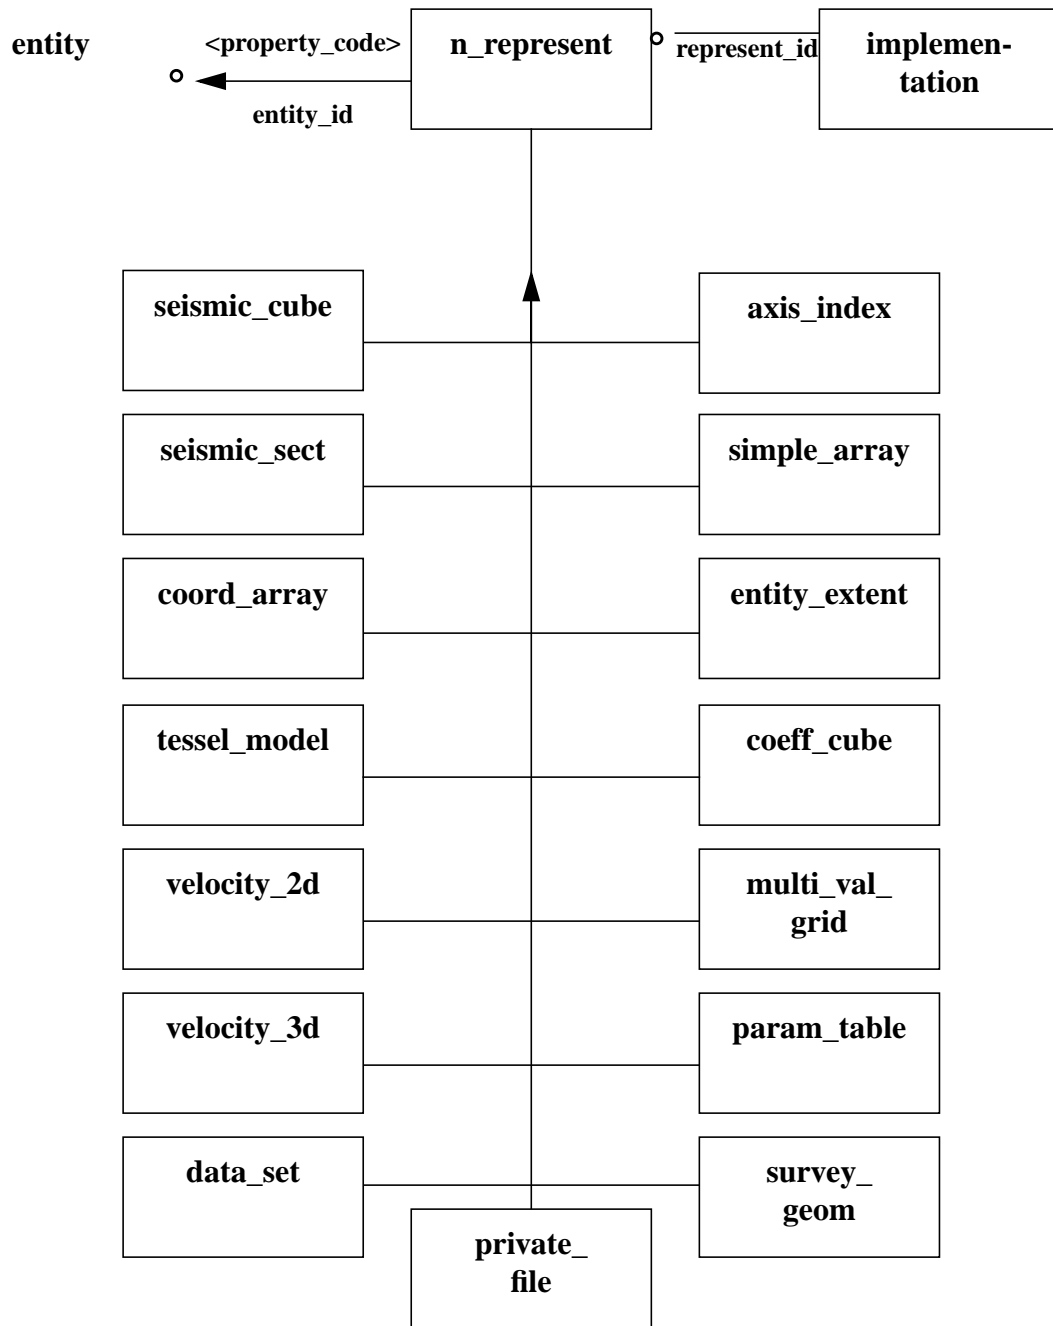 entity
<property_code>
entity_id
n_represent
represent_id
implemen-
tation
seismic_cube
axis_index
seismic_sect
simple_array
coord_array
entity_extent
tessel_model
coeff_cube
velocity_2d
multi_val_
grid
velocity_3d
param_table
data_set
survey_
geom
private_
file